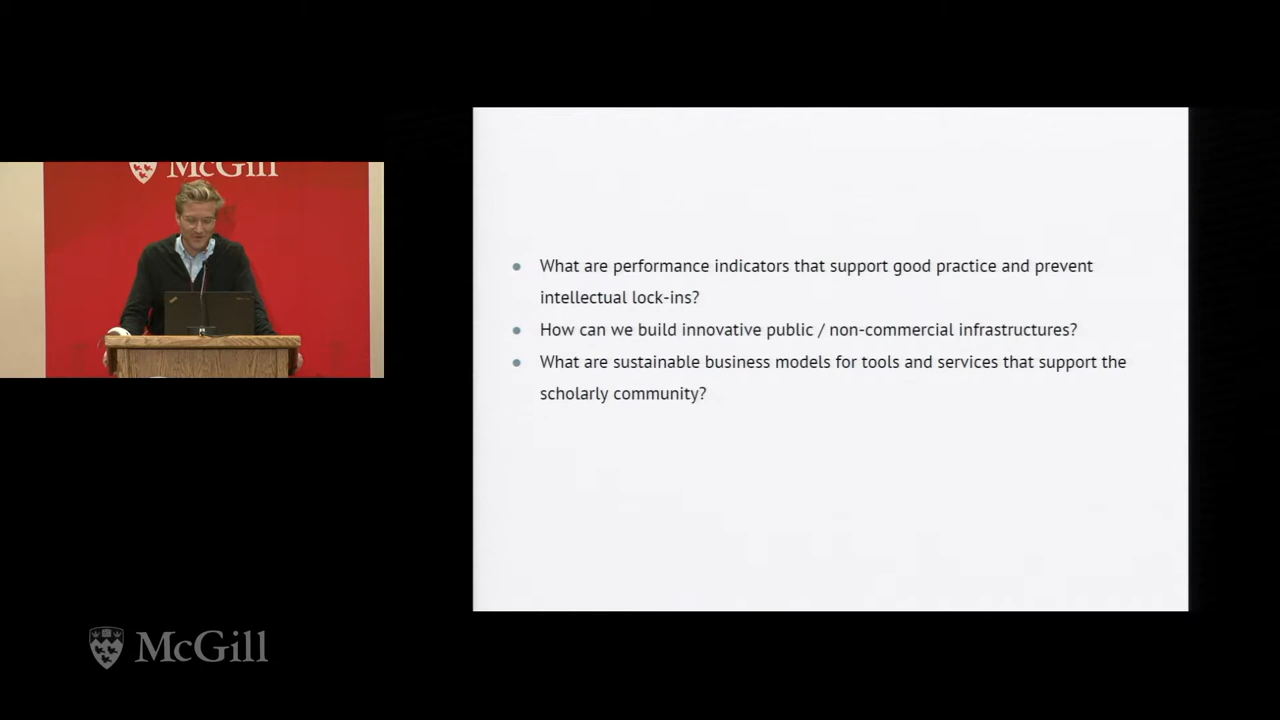 McGill
• What are performance indicators that support good practice and prevent
intellectual lock-ins?
• How can we build innovative public / non-commercial infrastructures?
• What are sustainable business models for tools and services that support the
scholarly community?
McGill